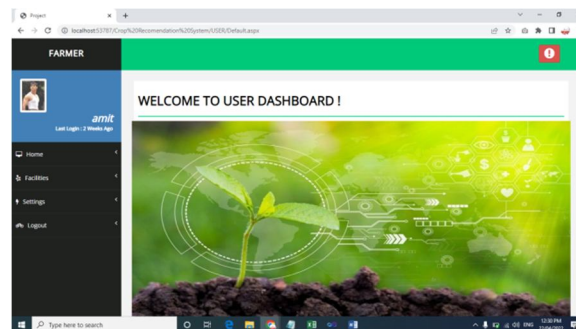 Project
localhost:53787/Crop%20Recomendation%20System/USER/Default.aspx
FARMER
amit
Last Login : 2 Weeks Ago
WELCOME TO USER DASHBOARD !
Home
Facilities
Settings
Logout
Type here to search
ENG
12:30 PM